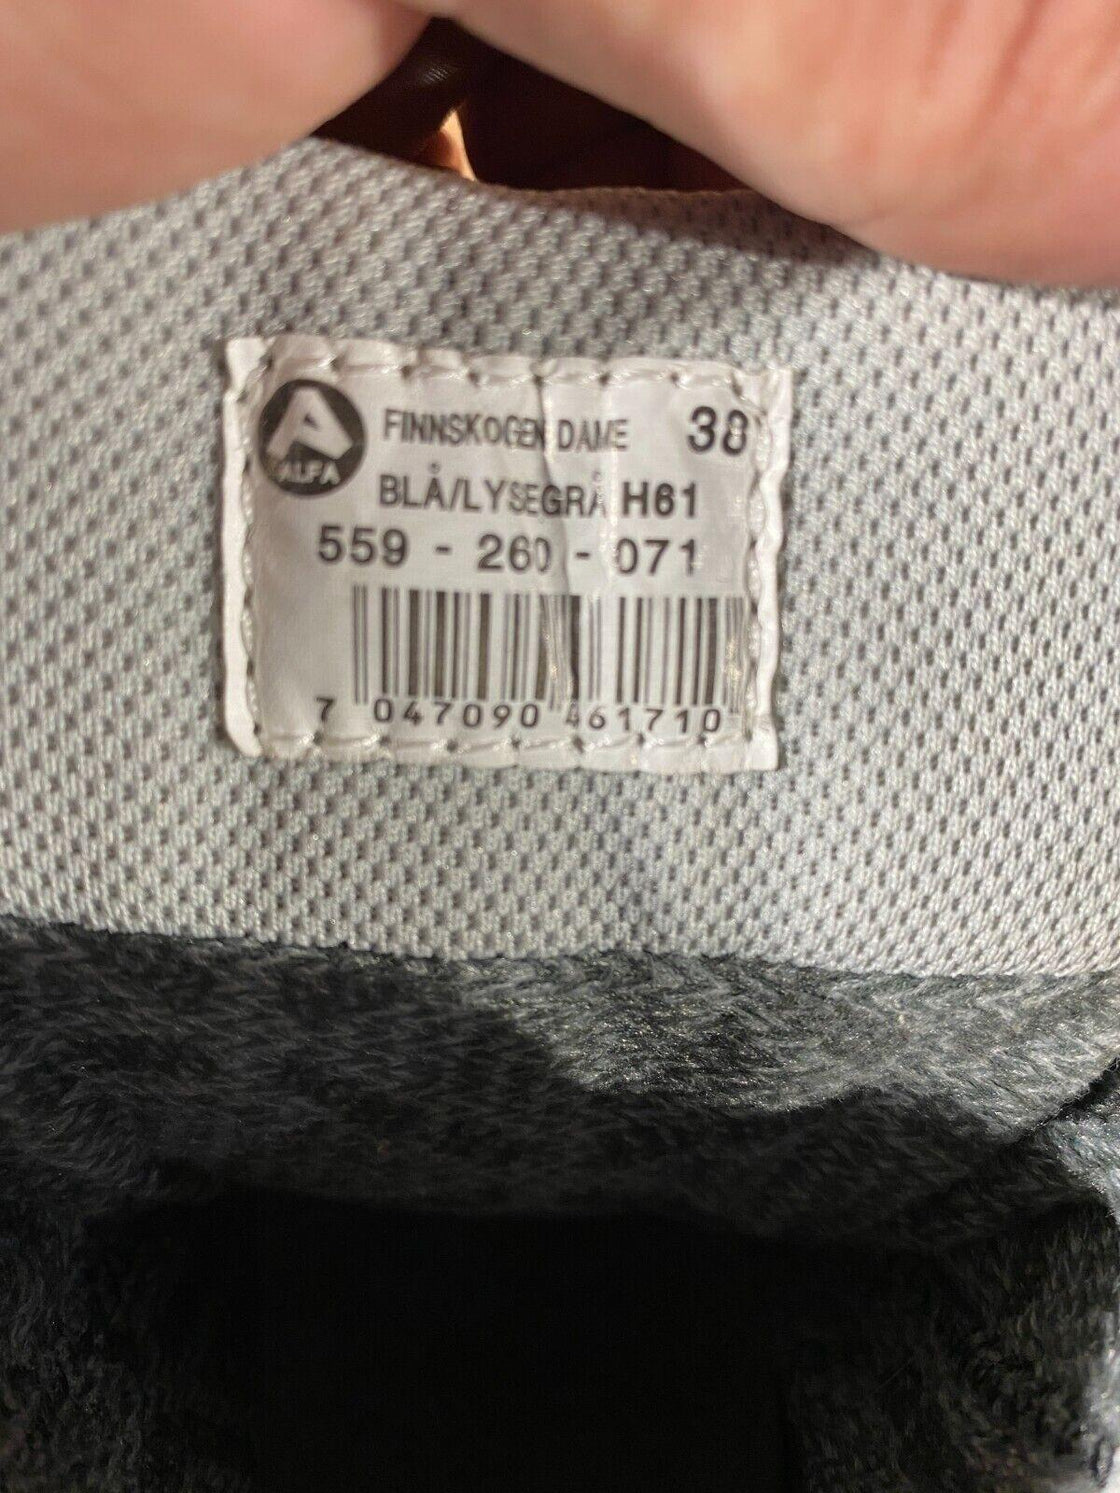 A
ALFA
FINNSKOGEN DAME 38
BLÅ/LYSEGRÅ H61
559 - 260 - 071
7 047090 461710